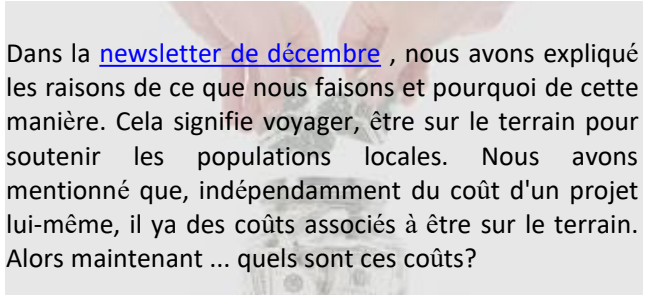 Dans la newsletter de décembre , nous avons expliqué
les raisons de ce que nous faisons et pourquoi de cette
manière. Cela signifie voyager, être sur le terrain pour
soutenir les populations locales. Nous avons
mentionné que, indépendamment du coût d'un projet
lui-même, il ya des coûts associés à être sur le terrain.
Alors maintenant ... quels sont ces coûts?